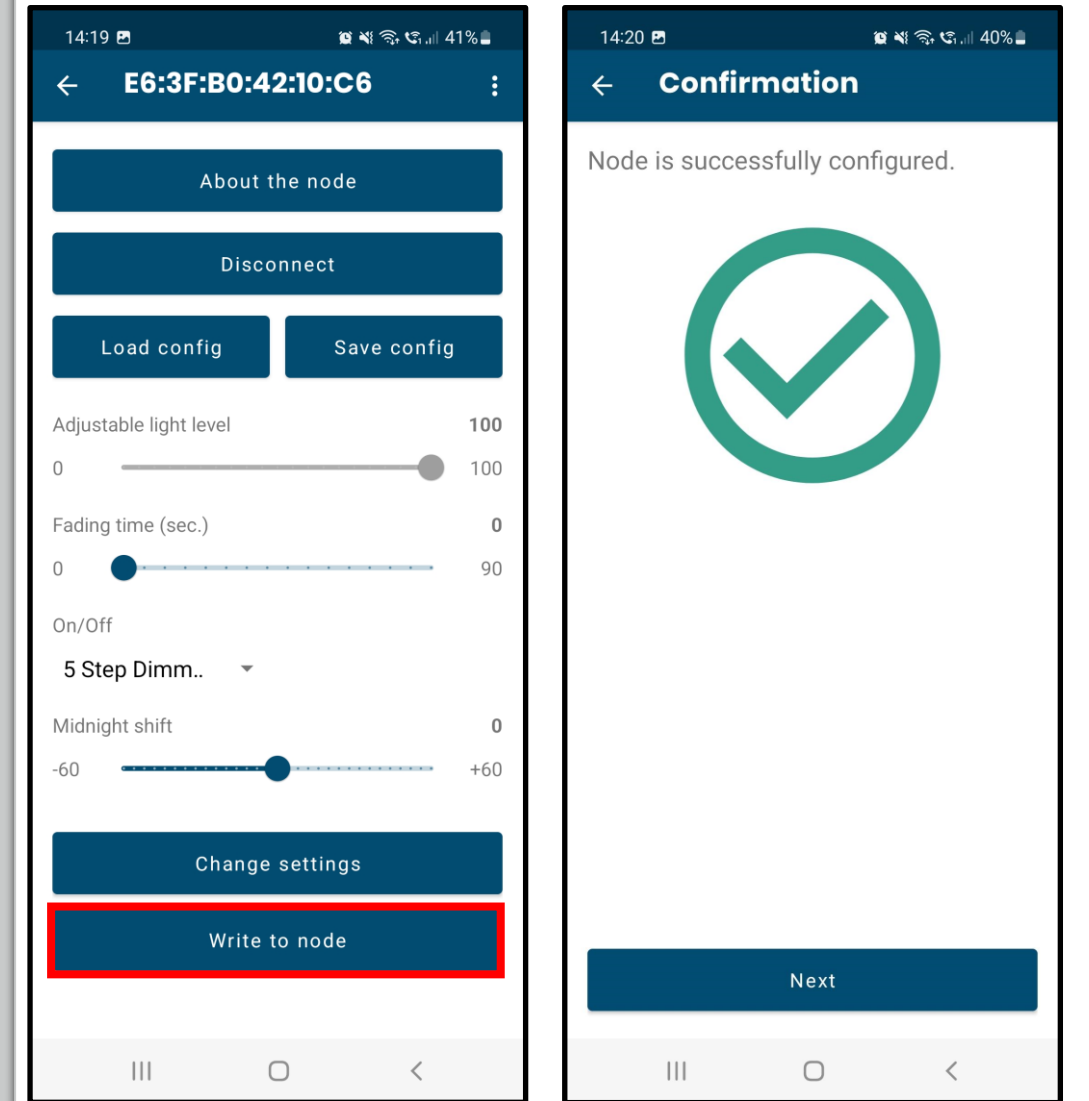 14:19 41%
E6:3F:B0:42:10:C6
About the node
Disconnect
Load config Save config
Adjustable light level 100
0 100
Fading time (sec.) 0
0 90
On/Off
5 Step Dimm..
Midnight shift 0
-60 +60
Change settings
Write to node
14:20 40%
Confirmation
Node is successfully configured.
Next